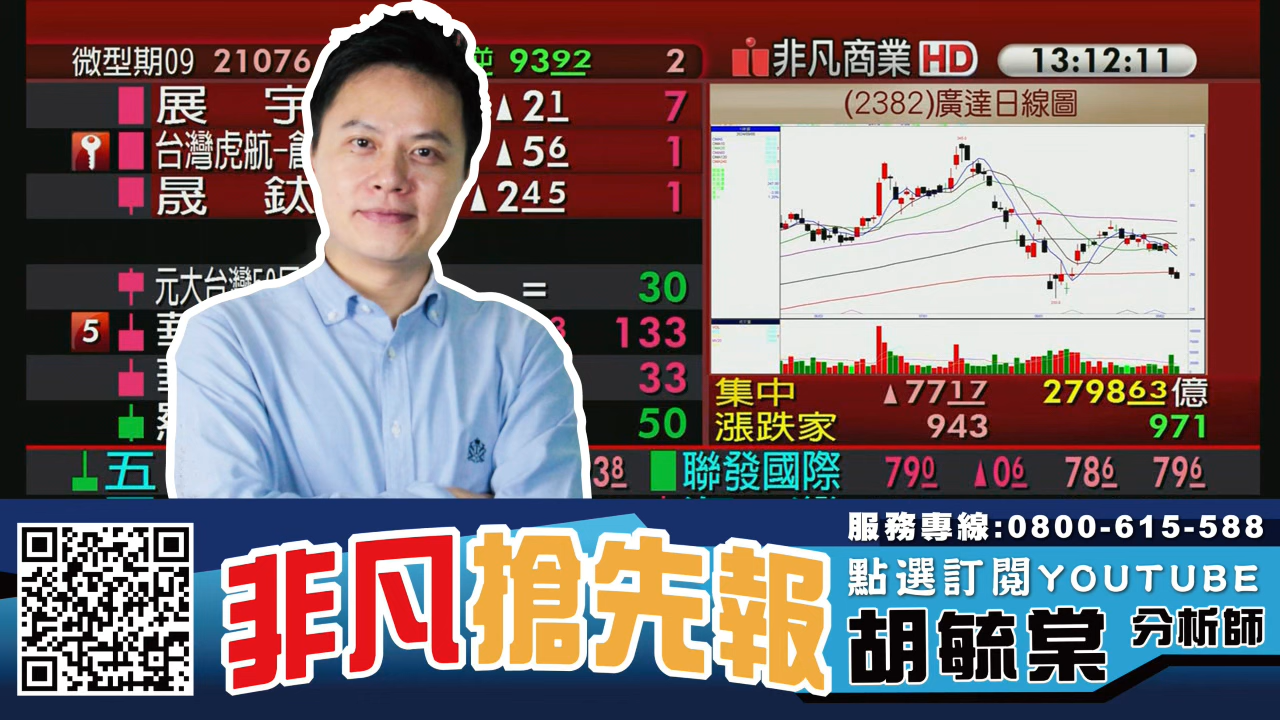 微型期09 21076
逆 9392 2
非凡商業HD 13:12:11
展 宇 ▲21 7
台灣虎航-創 ▲56 1
晟 鈦 ▲245 1
(2382)廣達日線圖
元大台灣50 = 30
5 133
33
50
集中 ▲7717 279863億
漲跌家 943 971
五
38 聯發國際 790 ▲06 786 796
服務專線:0800-615-588
點選訂閱YOUTUBE
非凡搶先報
胡毓棠 分析師